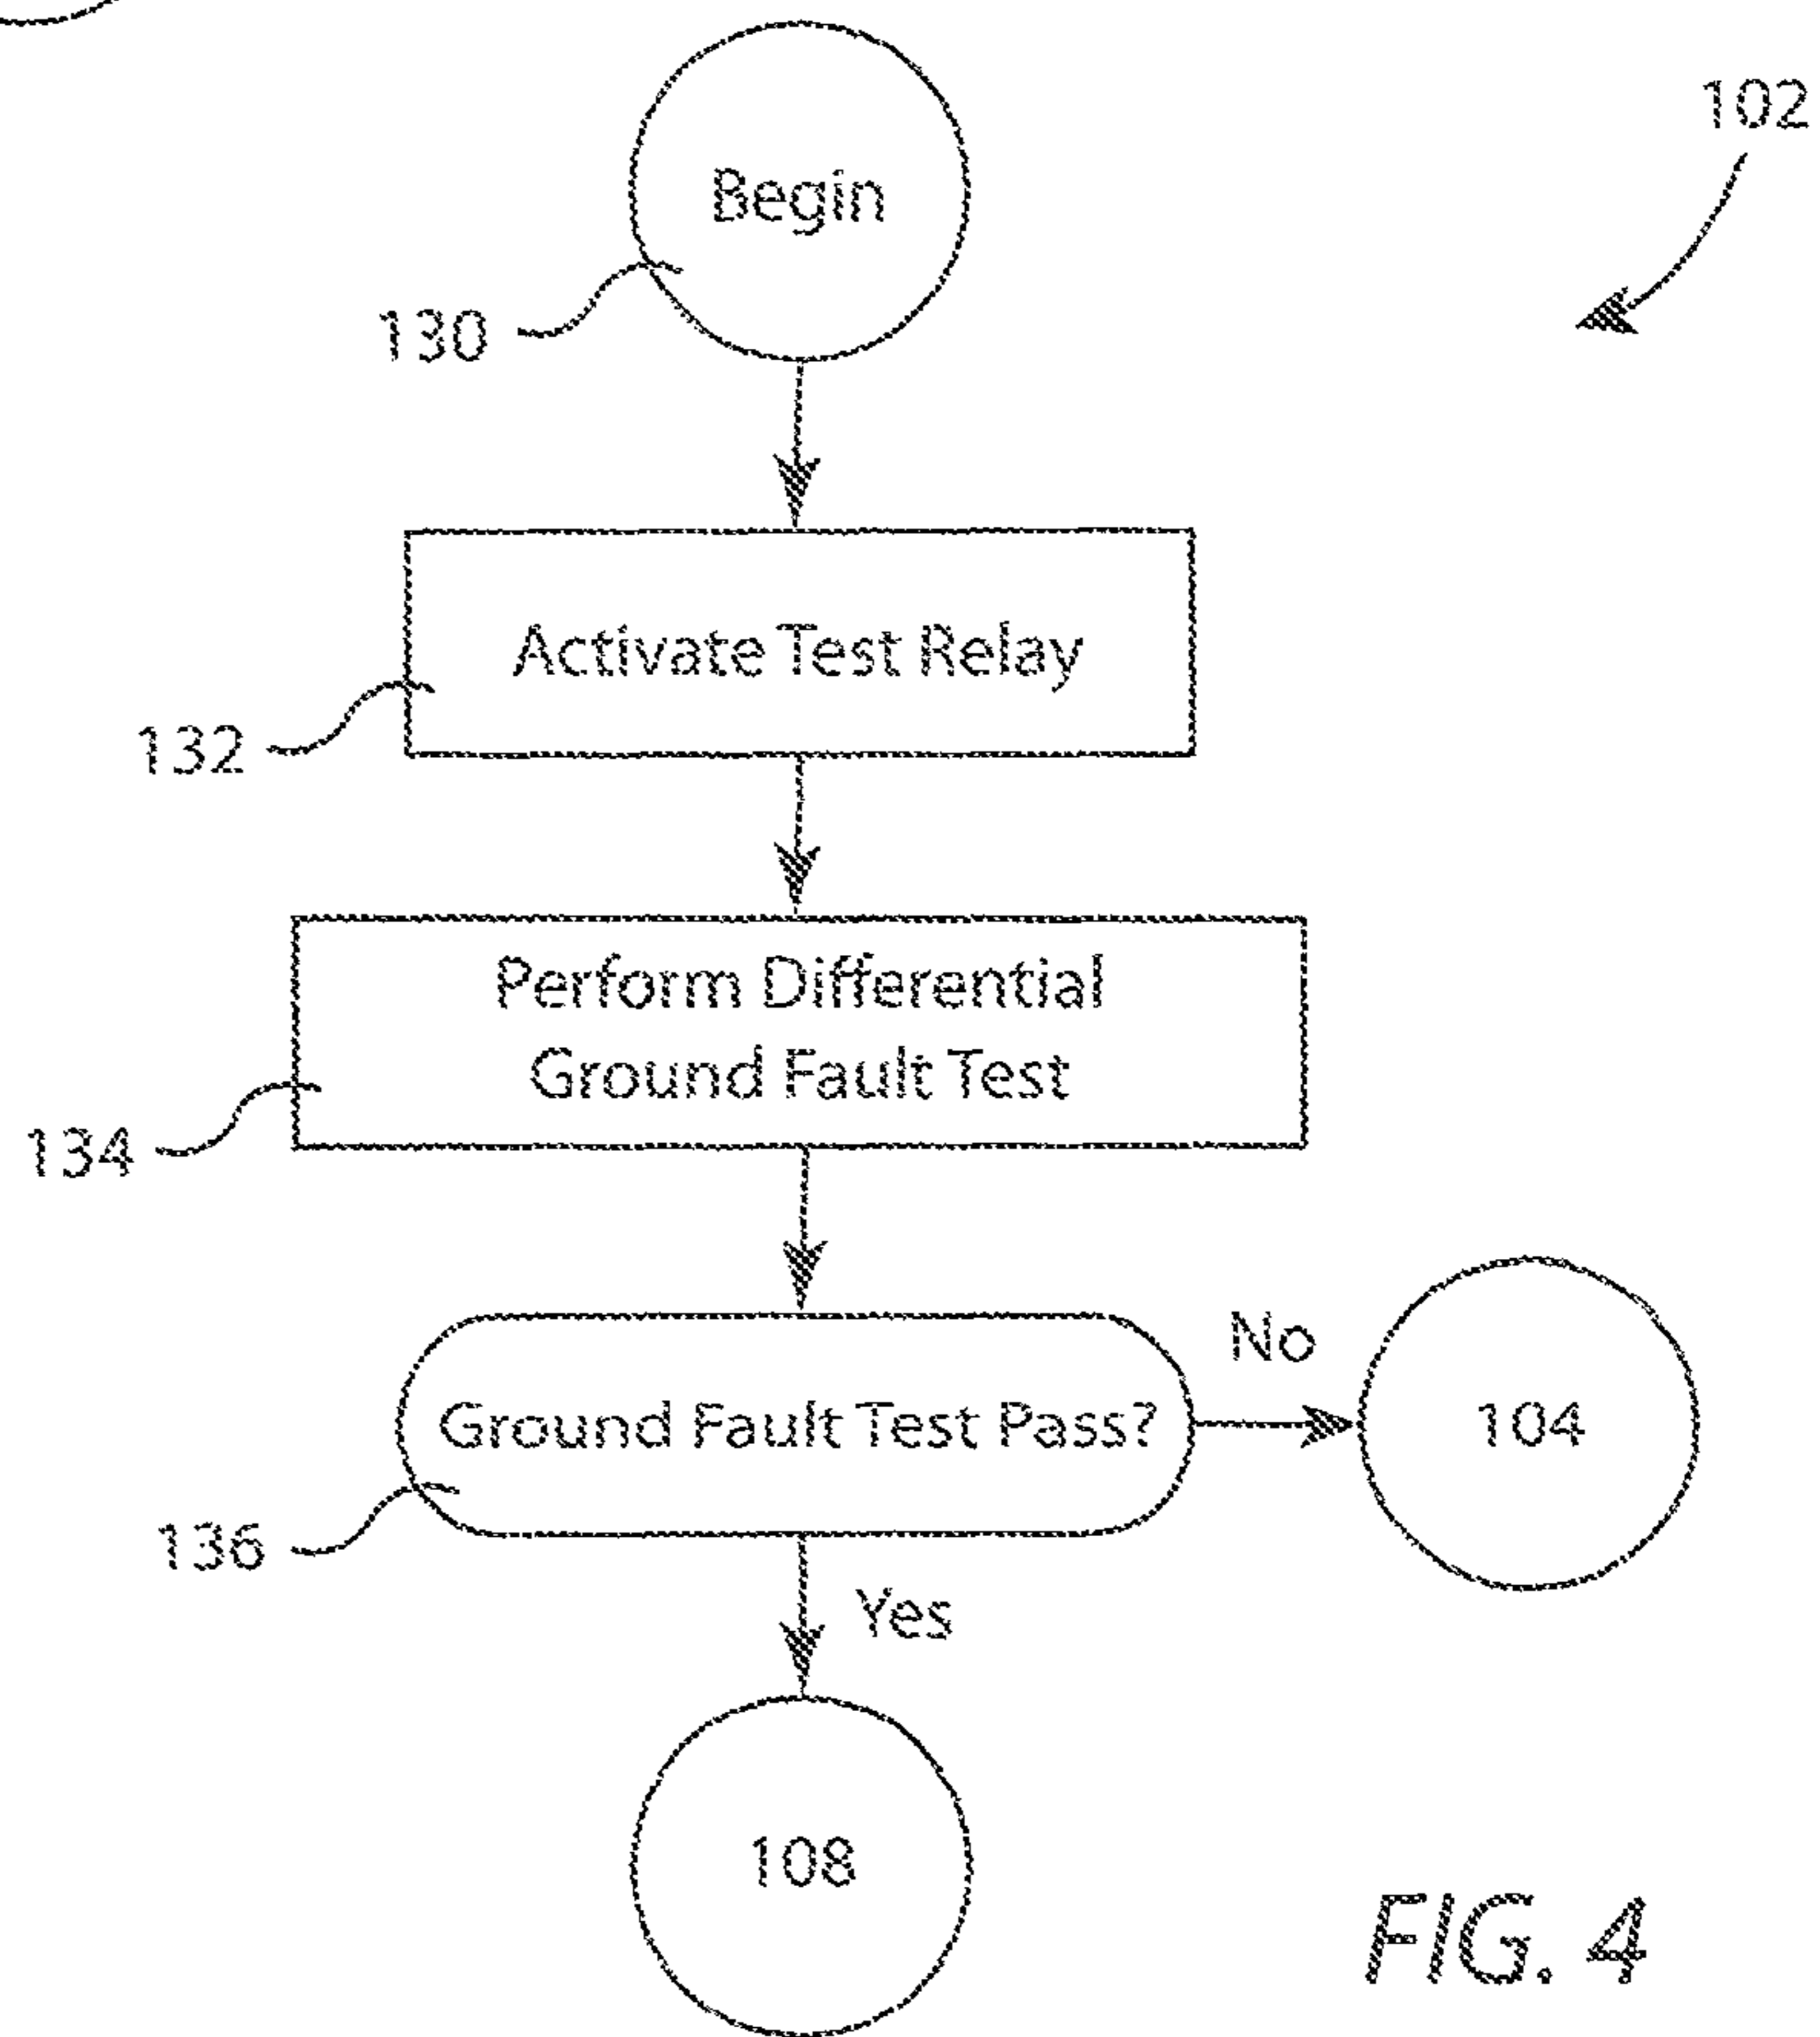 102
Begin
130
Activate Test Relay
132
Perform Differential
Ground Fault Test
134
No
Ground Fault Test Pass?
104
136
Yes
108
FIG. 4